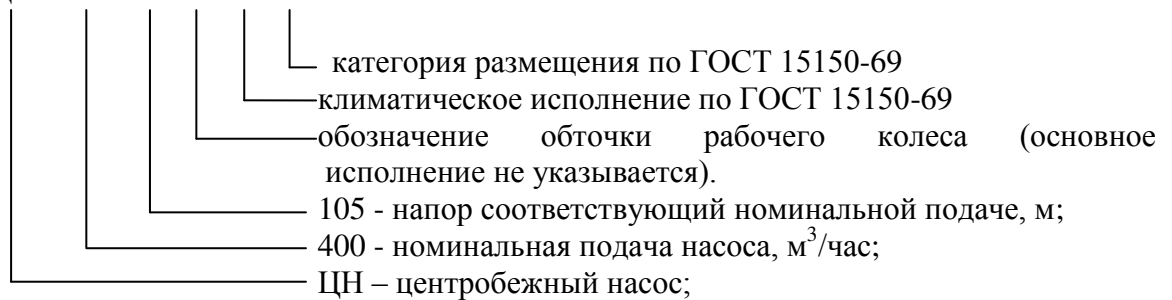 категория размещения по ГОСТ 15150-69
климатическое исполнение по ГОСТ 15150-69
обозначение обточки рабочего колеса (основное
исполнение не указывается).
105 - напор соответствующий номинальной подаче, м;
400 - номинальная подача насоса, м³/час;
ЦН – центробежный насос;